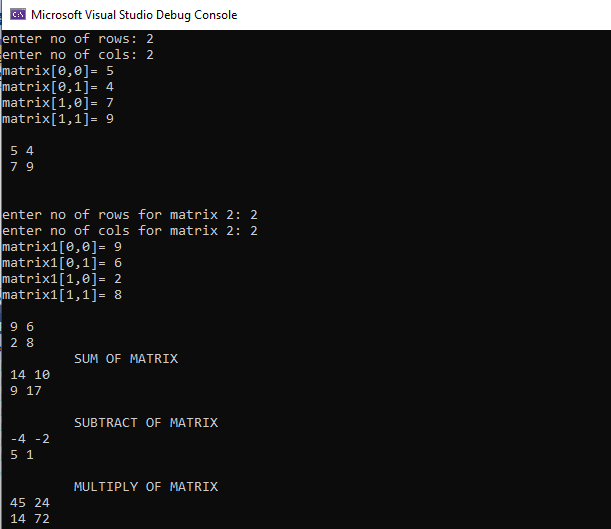 Microsoft Visual Studio Debug Console
enter no of rows: 2
enter no of cols: 2
matrix[0,0]= 5
matrix[0,1]= 4
matrix[1,0]= 7
matrix[1,1]= 9
5 4
7 9
enter no of rows for matrix 2: 2
enter no of cols for matrix 2: 2
matrix1[0,0]= 9
matrix1[0,1]= 6
matrix1[1,0]= 2
matrix1[1,1]= 8
9 6
2 8
SUM OF MATRIX
14 10
9 17
SUBTRACT OF MATRIX
-4 -2
5 1
MULTIPLY OF MATRIX
45 24
14 72